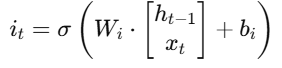 i_t = σ ( W_i · [ h_{t−1} x_t ] + b_i )